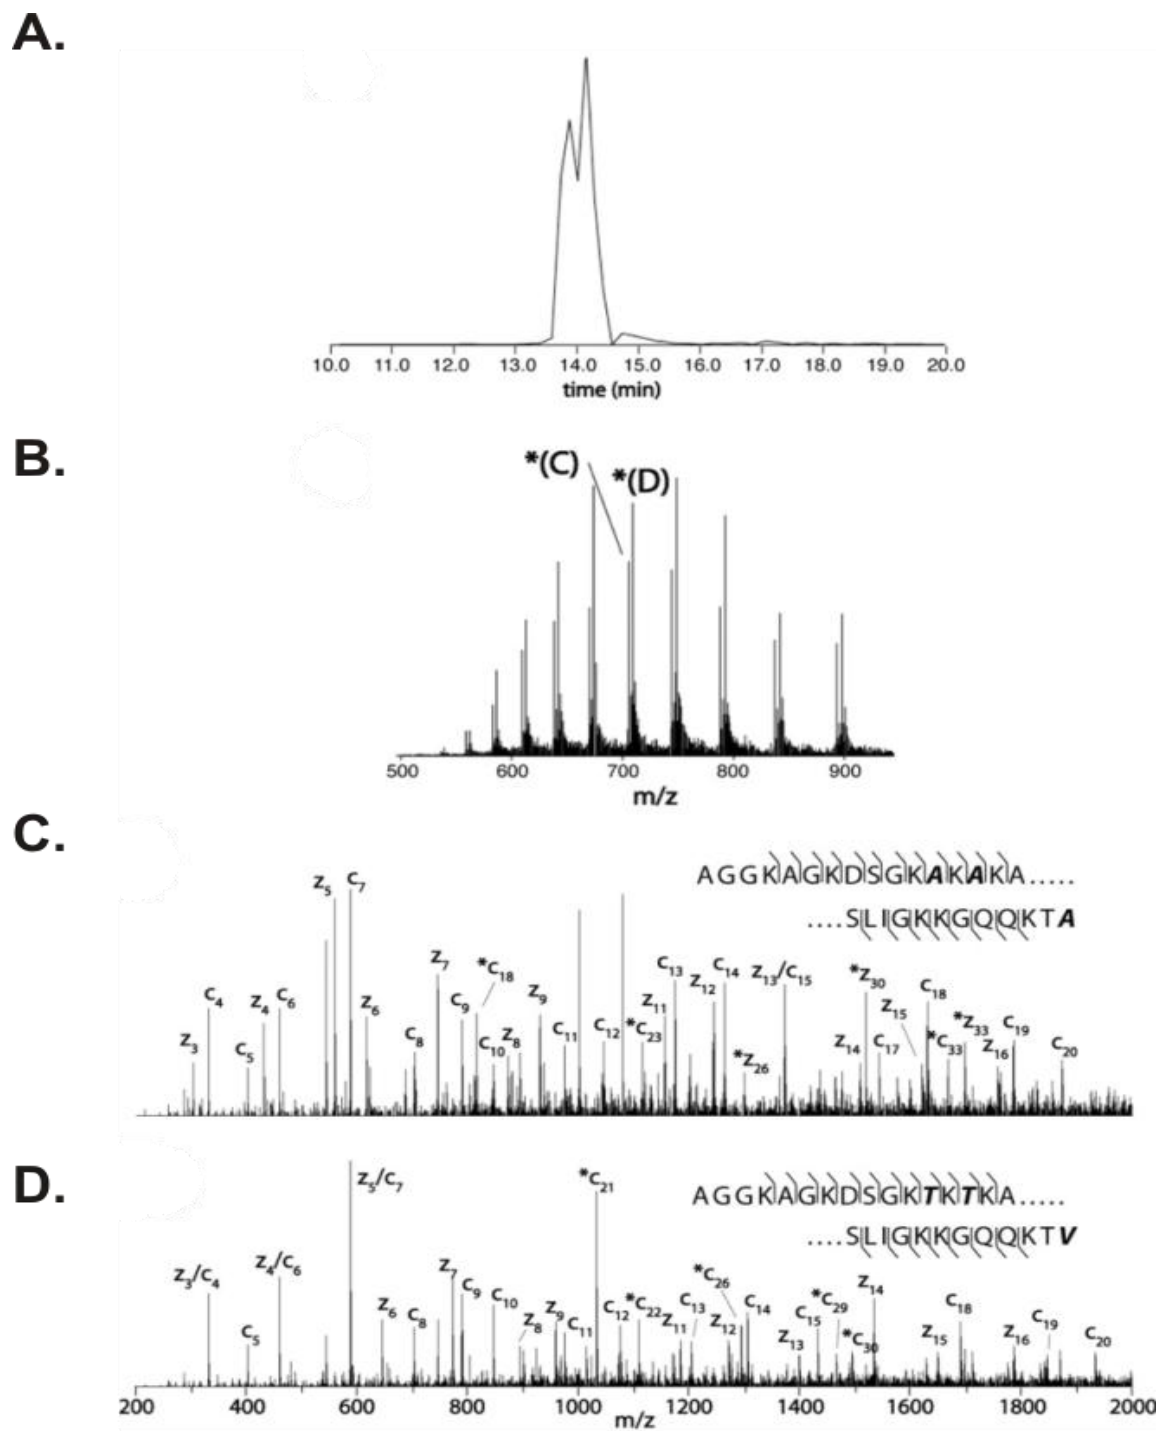 A.
10.0 11.0 12.0 13.0 14.0 15.0 16.0 17.0 18.0 19.0 20.0
time (min)
B.
*(C)
*(D)
500 600 700 800 900
m/z
C.
AGGKAGKDSGKAKAKA.....
....SLIGKKGQQKTA
Z3
C4
C5
Z4
C6
Z5
C7
Z6
C8
Z7
C9
*C18
C10
Z8
Z9
C11
C12
*C23
Z11
C13
Z12
C14
*Z26
Z13/C15
Z14
*Z30
C17
Z15
C18
*C33
*Z33
Z16
C19
C20
D.
AGGKAGKDSGKTKTKA.....
....SLIGKKGQQKTV
Z3/C4
C5
Z4/C6
Z5/C7
Z6
C8
Z7
C9
C10
Z8
Z9
C11
*C21
C12
*C22
Z11
C13
Z12
*C26
C14
Z13
C15
*C29
*C30
Z14
Z15
C18
Z16
C19
C20
200 400 600 800 1000 1200 1400 1600 1800 2000
m/z